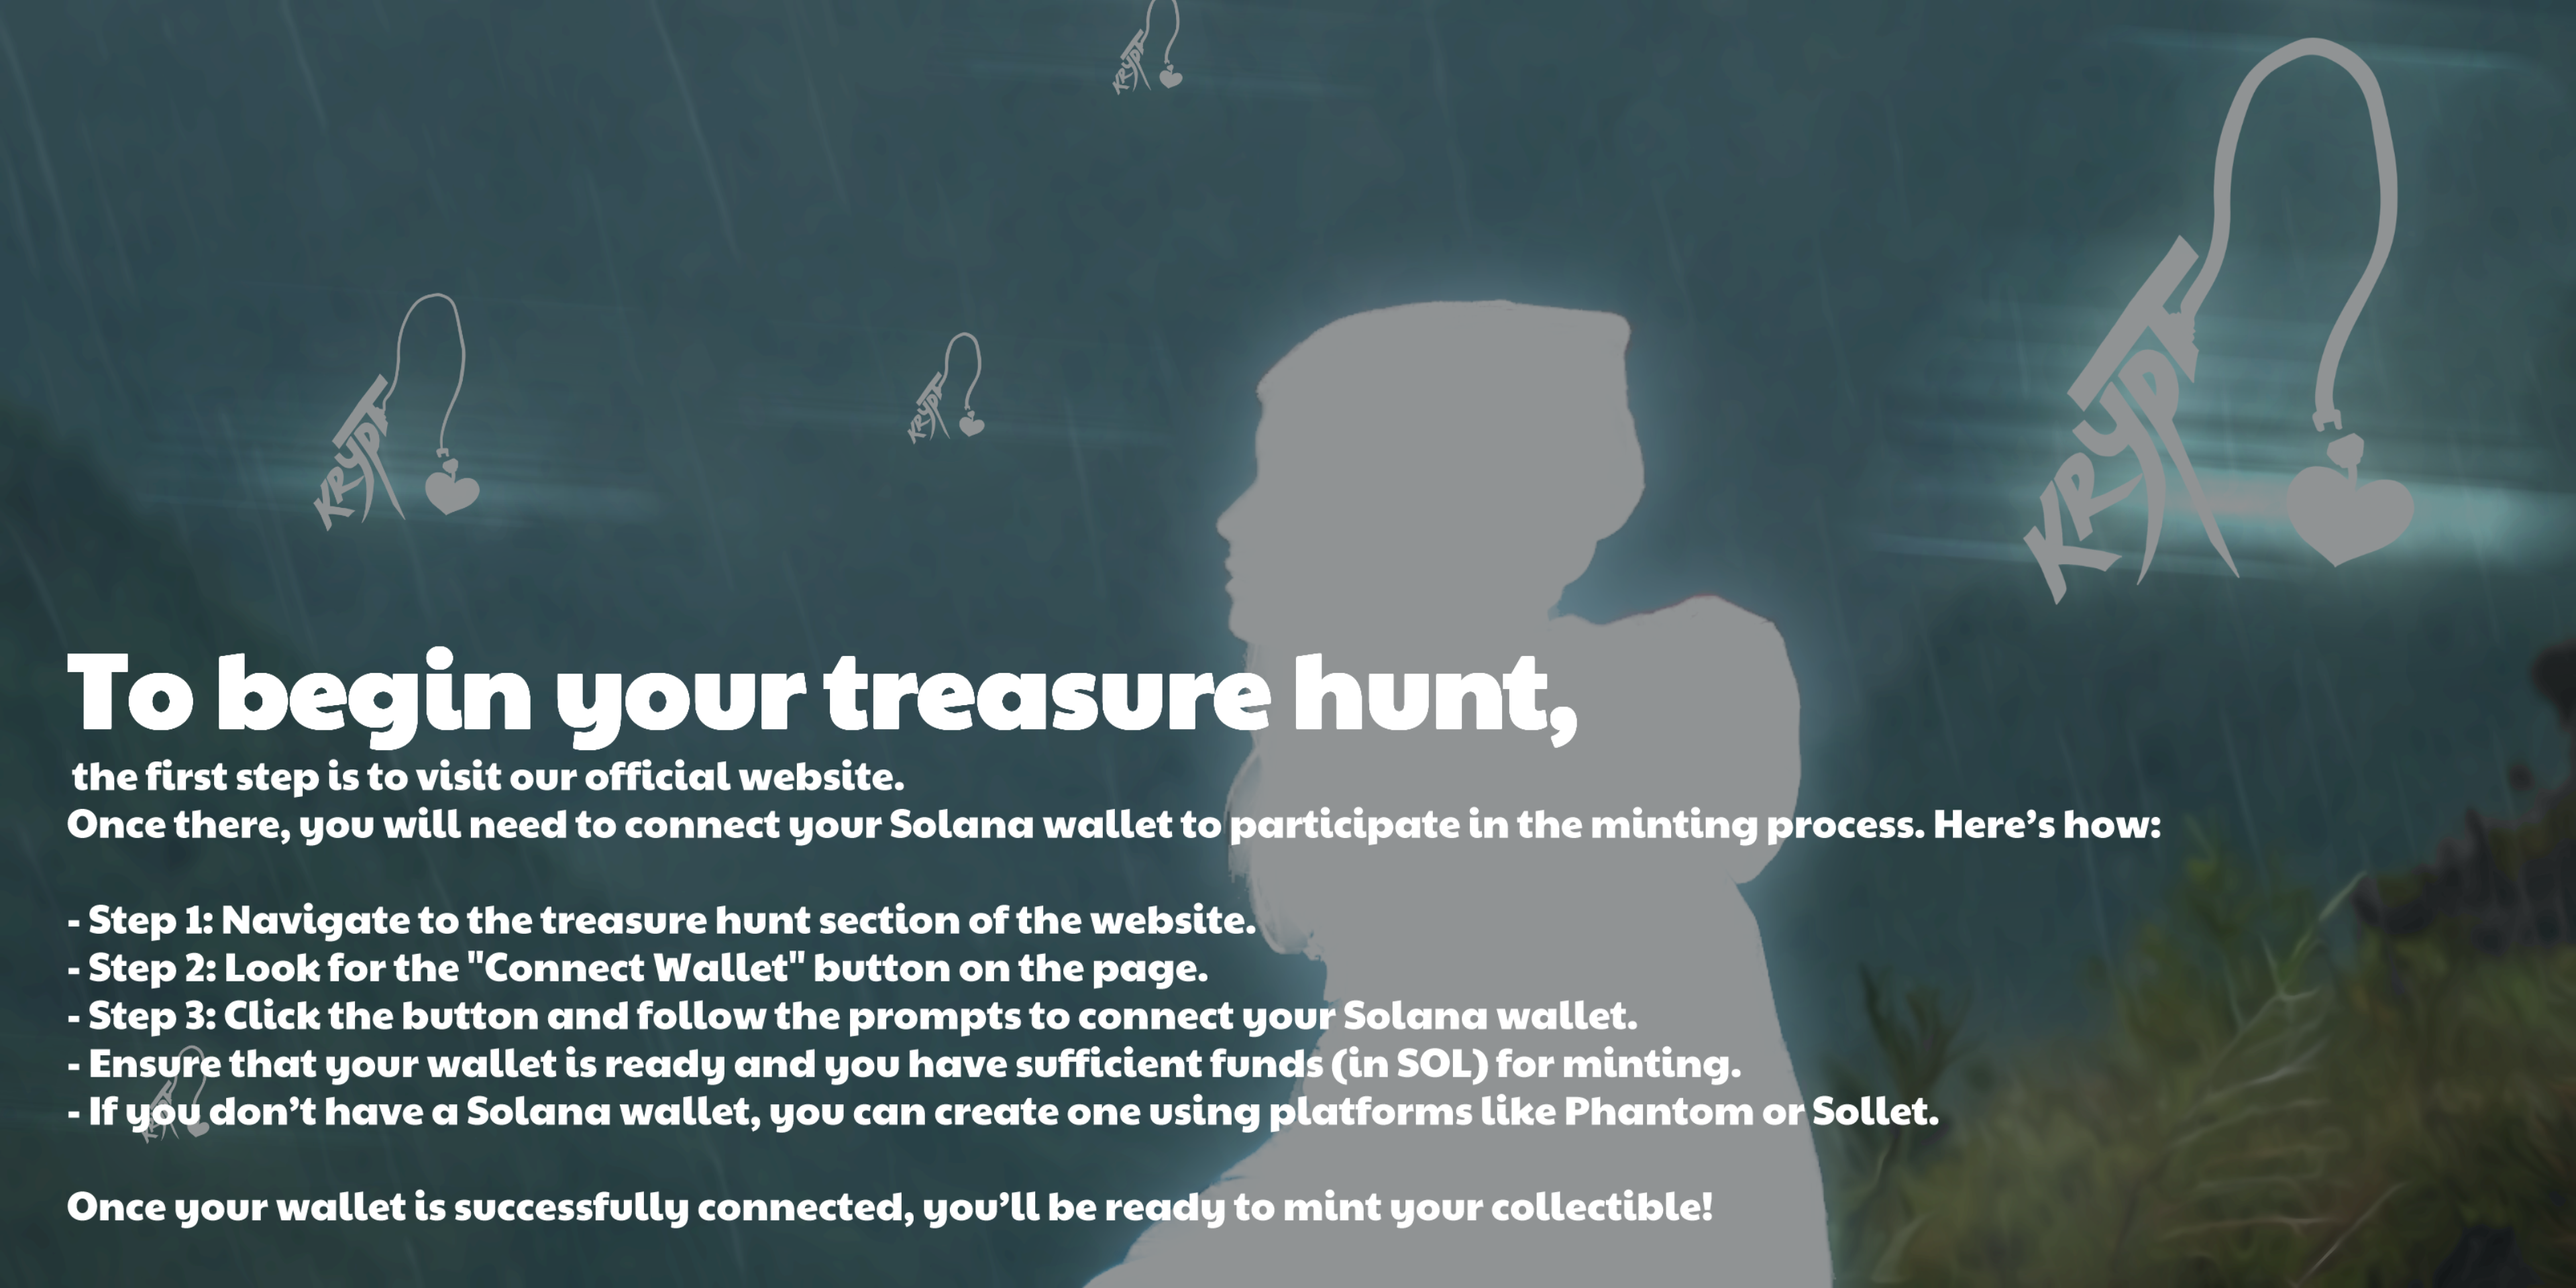 KRYPT
KRYPT
KRYPT
KRYPT
To begin your treasure hunt,
the first step is to visit our official website.
Once there, you will need to connect your Solana wallet to participate in the minting process. Here’s how:
- Step 1: Navigate to the treasure hunt section of the website.
- Step 2: Look for the "Connect Wallet" button on the page.
- Step 3: Click the button and follow the prompts to connect your Solana wallet.
- Ensure that your wallet is ready and you have sufficient funds (in SOL) for minting.
- If you don’t have a Solana wallet, you can create one using platforms like Phantom or Sollet.
KRYPT
Once your wallet is successfully connected, you’ll be ready to mint your collectible!